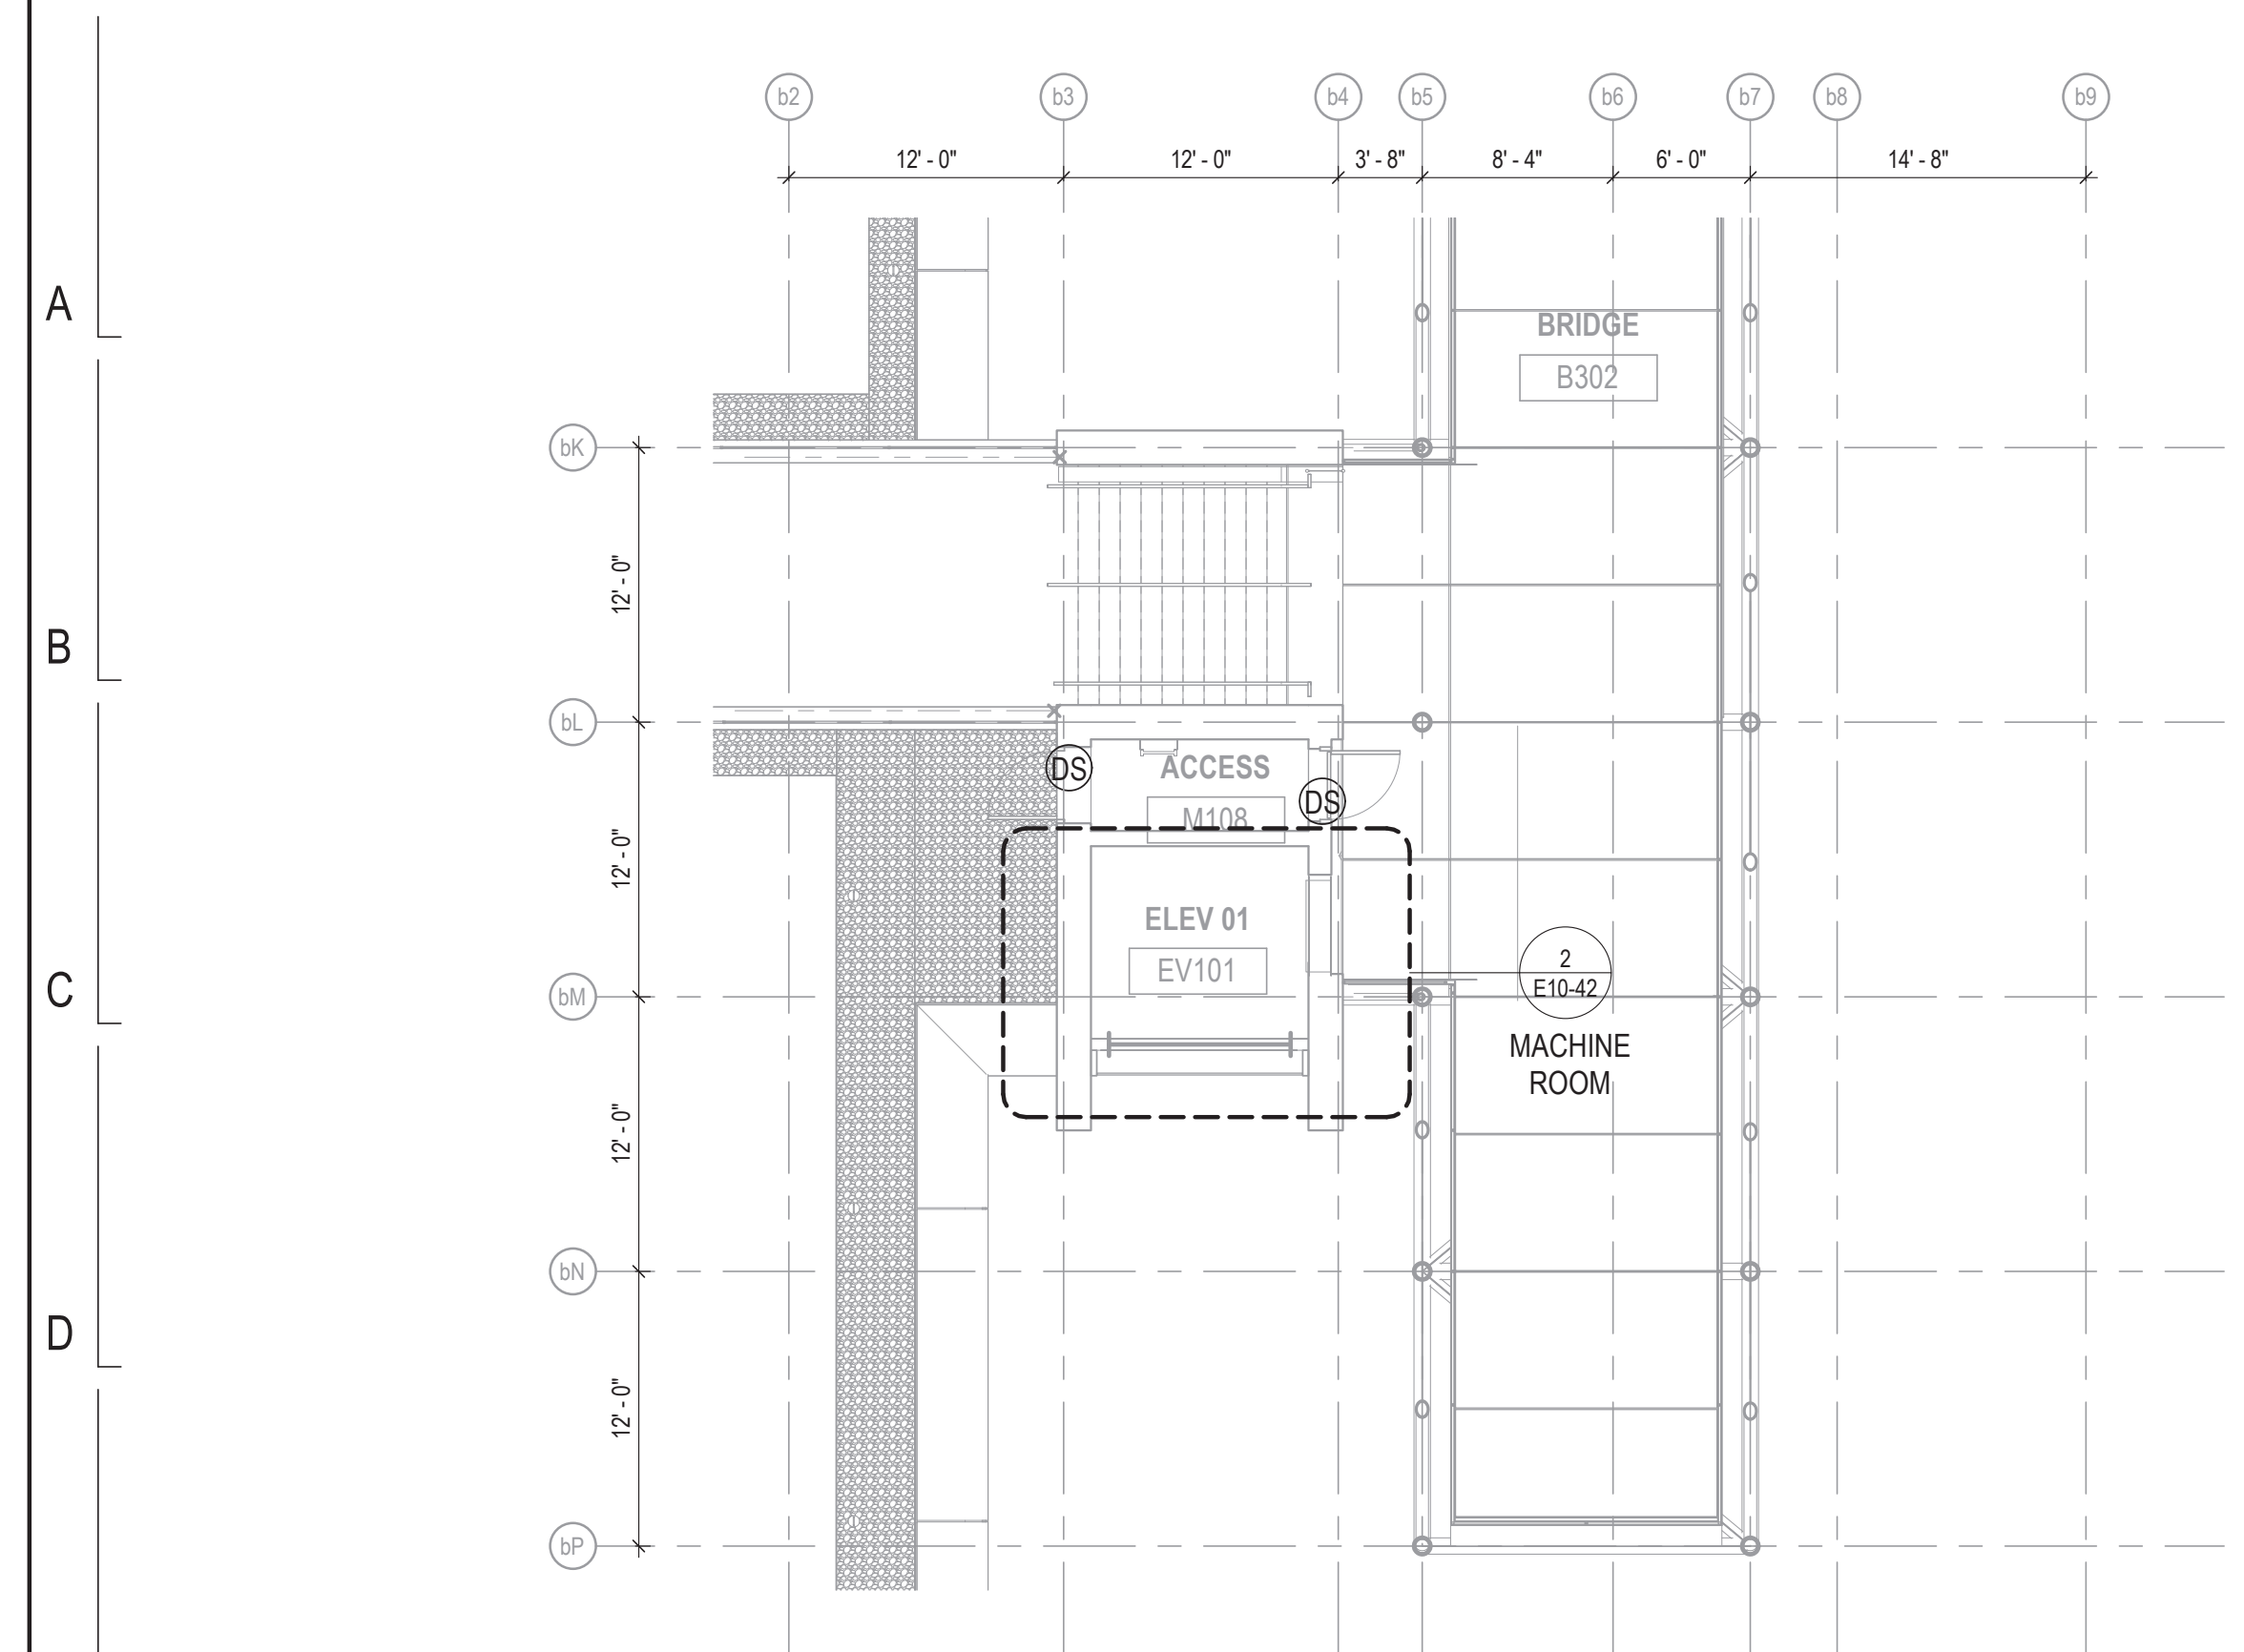 b2 b3 b4 b5 b6 b7 b8 b9
12' - 0" 12' - 0" 3' - 8" 8' - 4" 6' - 0" 14' - 8"
A
BRIDGE
B302
bK
12' - 0"
B
bL
DS ACCESS
DS
M108
12' - 0"
ELEV 01
EV101
2
E10-42
C
bM
MACHINE
ROOM
12' - 0"
bN
D
12' - 0"
bP